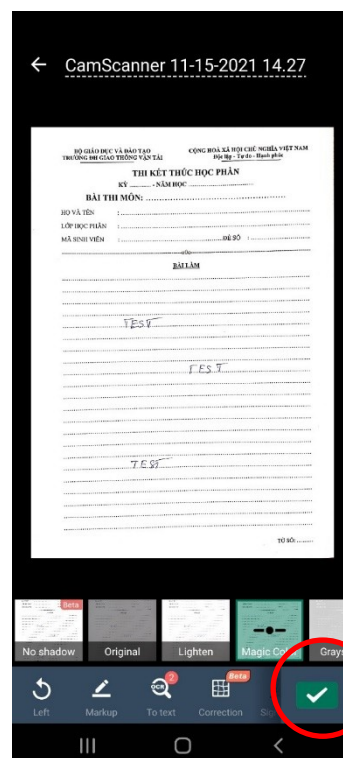 CamScanner 11-15-2021 14.27
BỘ GIÁO DỤC VÀ ĐÀO TẠO
TRƯỜNG ĐH GIAO THÔNG VẬN TẢI
CỘNG HOÀ XÃ HỘI CHỦ NGHĨA VIỆT NAM
Độc lập - Tự do - Hạnh phúc
THI KẾT THÚC HỌC PHẦN
KỲ ......... - NĂM HỌC ....................
BÀI THI MÔN: ....................
HỌ VÀ TÊN : ....................
LỚP HỌC PHẦN : ....................
MÃ SINH VIÊN : .................... ĐỀ SỐ : ....................
BÀI LÀM
TEST
TEST
TEST
TỜ SỐ: ........
Beta
No shadow
Original
Lighten
Magic Color
Grays
OCR
2
Beta
Left
Markup
To text
Correction